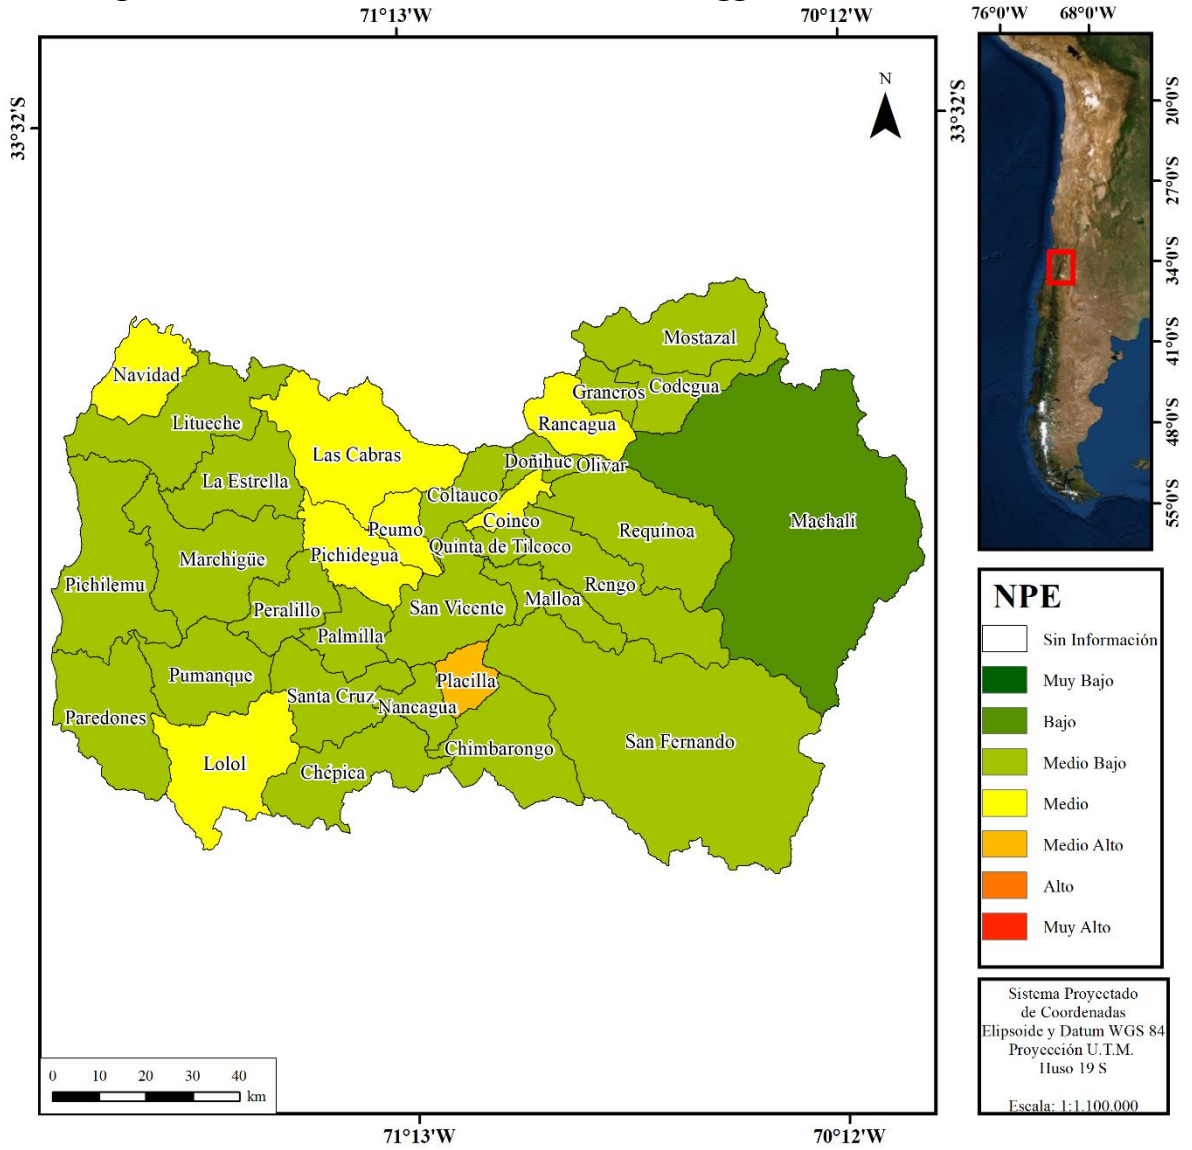 71°13'W
70°12'W
76°0'W
68°0'W
33°32'S
33°32'S
N
20°0'S
27°0'S
34°0'S
41°0'S
48°0'S
55°0'S
Mostazal
Navidad
Graneros
Codegua
Litueche
Rancagua
Las Cabras
Doñihue
Olivar
La Estrella
Coltauco
Coinco
Machalí
Peumo
Requínoa
Quinta de Tilcoco
Pichidegua
Marchigüe
Pichilemu
Rengo
Malloa
Peralillo
San Vicente
Palmilla
Pumanque
Placilla
Santa Cruz
Nancagua
Paredones
San Fernando
Chimbarongo
Lolol
Chépica
NPE
Sin Información
Muy Bajo
Bajo
Medio Bajo
Medio
Medio Alto
Alto
Muy Alto
Sistema Proyectado
de Coordenadas
Elipsoide y Datum WGS 84
Proyección U.T.M.
Huso 19 S
Escala: 1:1.100.000
0 10 20 30 40
km
71°13'W
70°12'W